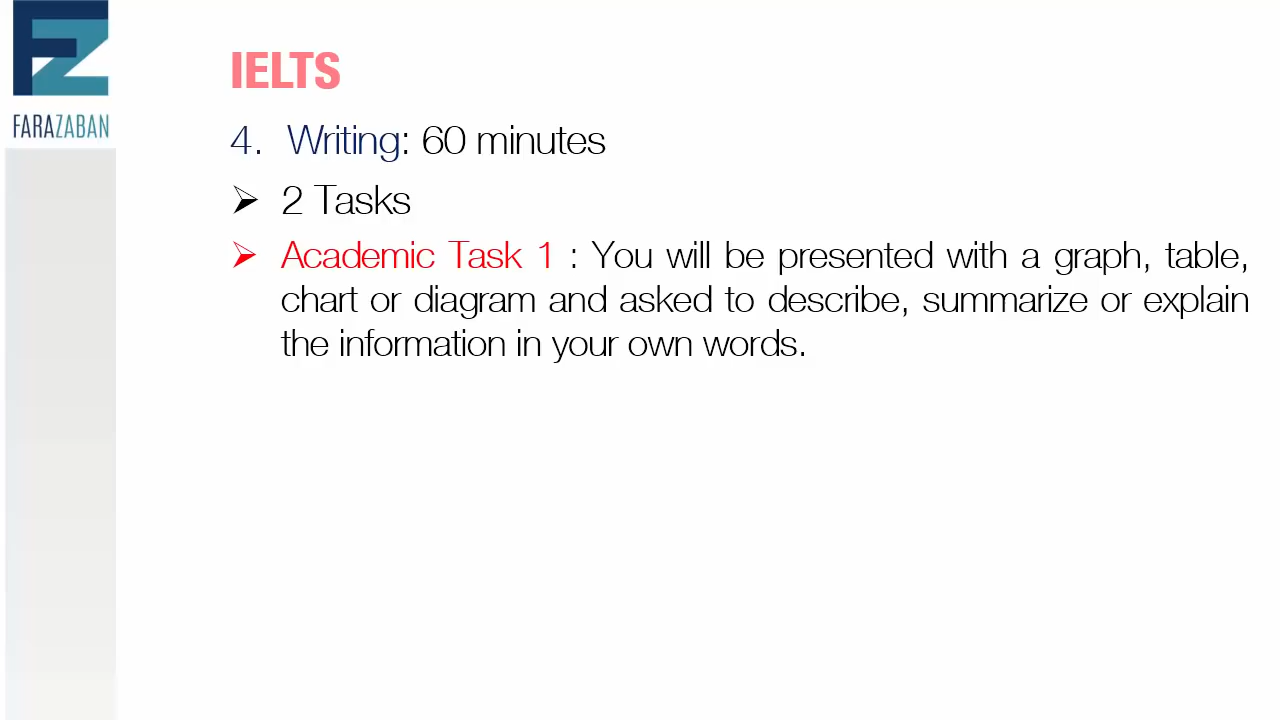 FZ
FARAZABAN
IELTS
4. Writing: 60 minutes
➢ 2 Tasks
➢ Academic Task 1 : You will be presented with a graph, table,
chart or diagram and asked to describe, summarize or explain
the information in your own words.